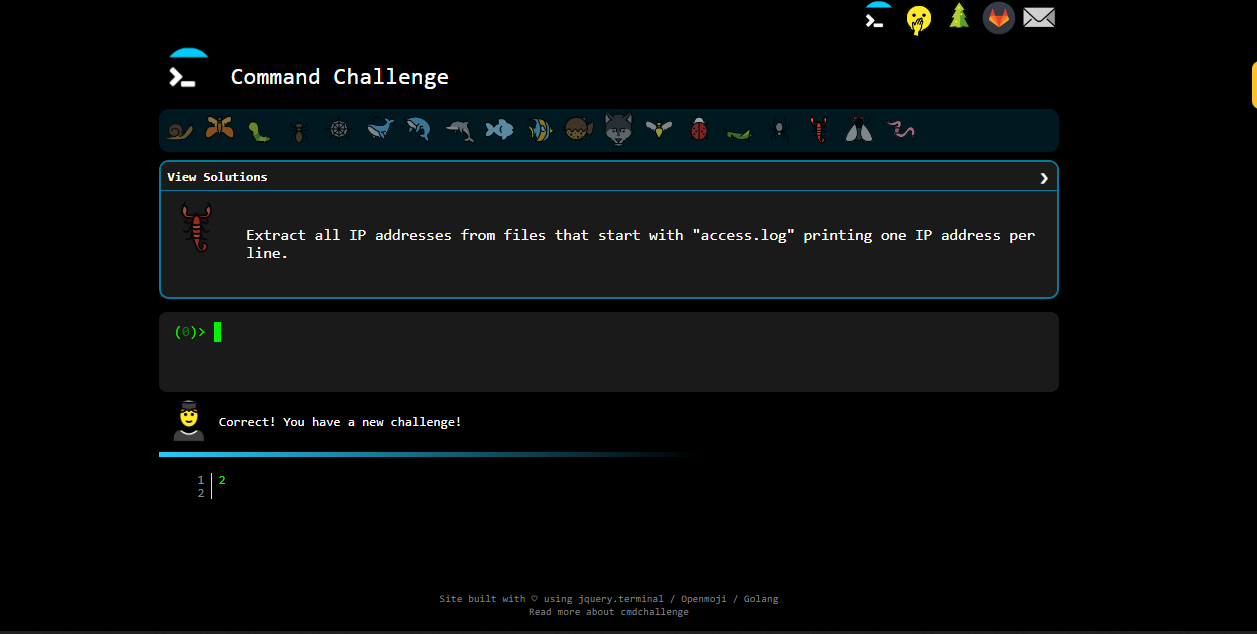 Command Challenge
View Solutions
Extract all IP addresses from files that start with "access.log" printing one IP address per
line.
(0)>
Correct! You have a new challenge!
1 2
2
Site built with ♡ using jquery.terminal / Openmoji / Golang
Read more about cmdchallenge